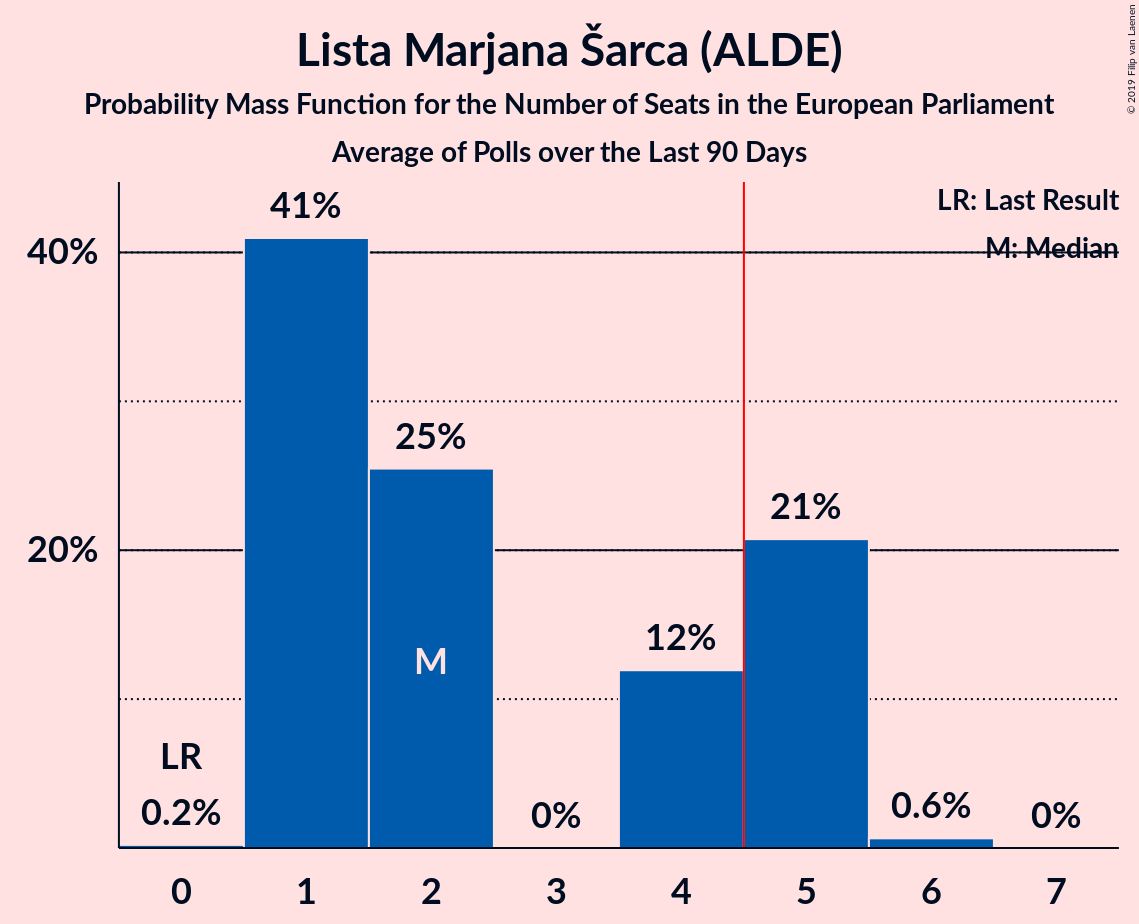 Lista Marjana Šarca (ALDE)
Probability Mass Function for the Number of Seats in the European Parliament
Average of Polls over the Last 90 Days
© 2019 Filip van Laenen
LR: Last Result
M: Median
40%
20%
41%
25%
21%
12%
M
LR
0.2%
0%
0.6%
0%
0 1 2 3 4 5 6 7